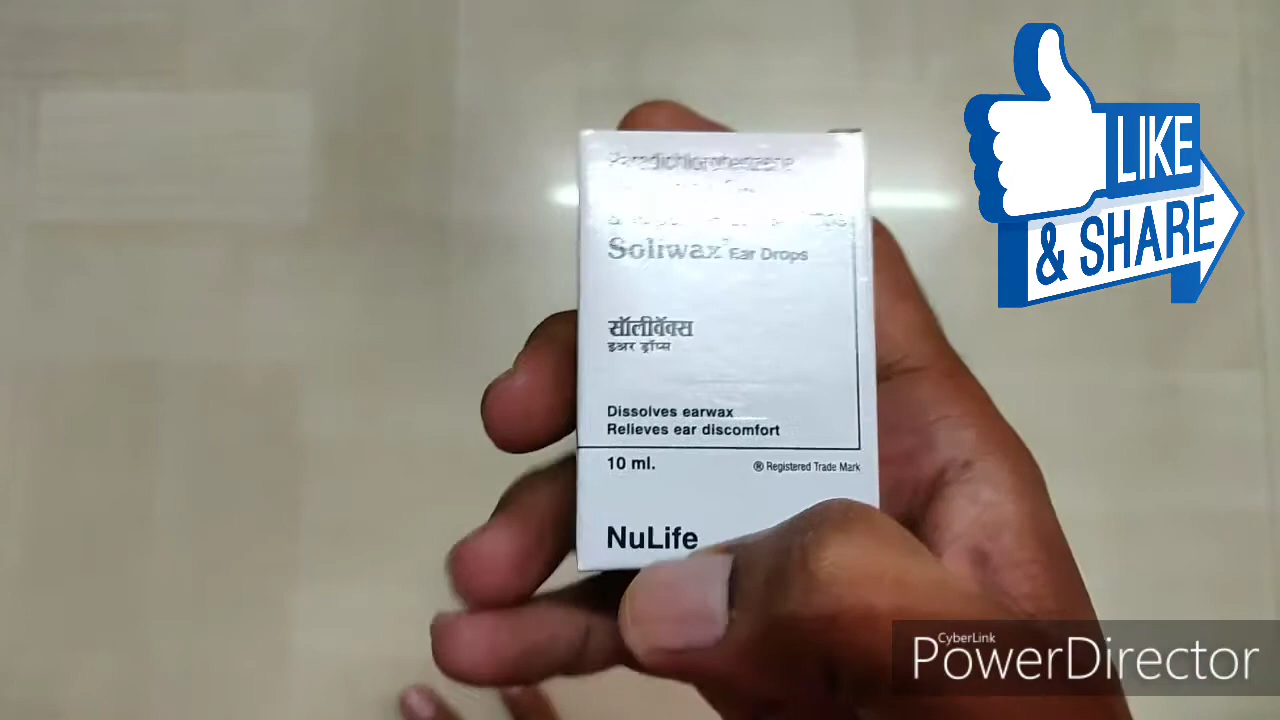 Paradichlorobenzene
Soliwax Ear Drops
सॉलीवॅक्स
इअर ड्रॉप्स
Dissolves earwax
Relieves ear discomfort
10 ml.
® Registered Trade Mark
NuLife
LIKE
& SHARE
CyberLink
PowerDirector